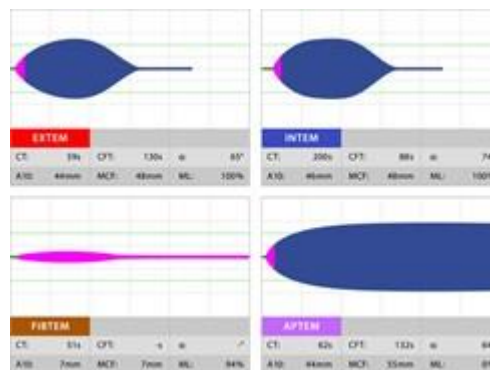 EXTEM
CT: 59s CFT: 130s α: 65°
A10: 44mm MCF: 48mm ML: 100%
INTEM
CT: 200s CFT: 88s α: 74
A10: 46mm MCF: 48mm ML: 100%
FIBTEM
CT: 51s CFT: -s α: -°
A10: 7mm MCF: 7mm ML: 94%
APTEM
CT: 62s CFT: 132s α:
A10: 44mm MCF: 55mm ML: